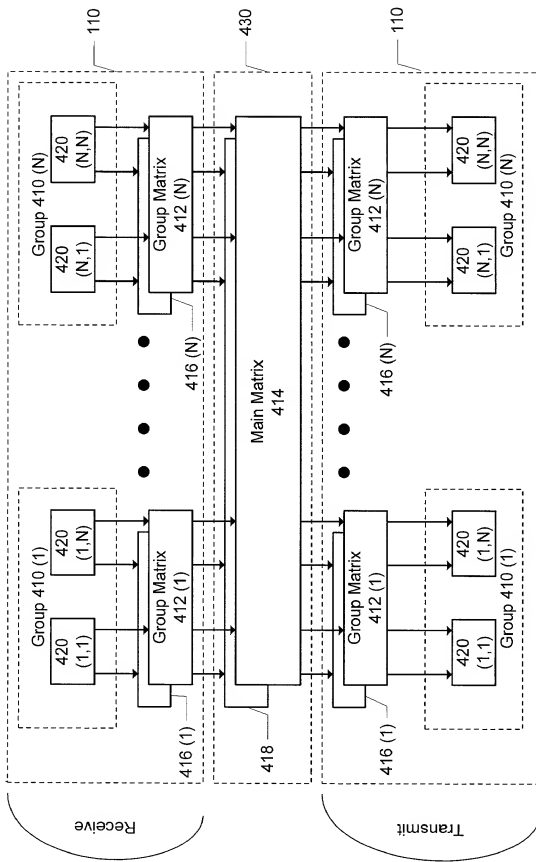 110
430
110
Group 410 (1)
420
(1,1)
420
(1,N)
Group 410 (N)
420
(N,1)
420
(N,N)
Group Matrix
412 (1)
416 (1)
Group Matrix
412 (N)
416 (N)
Main Matrix
414
418
Group Matrix
412 (1)
416 (1)
Group Matrix
412 (N)
416 (N)
420
(1,1)
420
(1,N)
Group 410 (1)
420
(N,1)
420
(N,N)
Group 410 (N)
Receive
Transmit